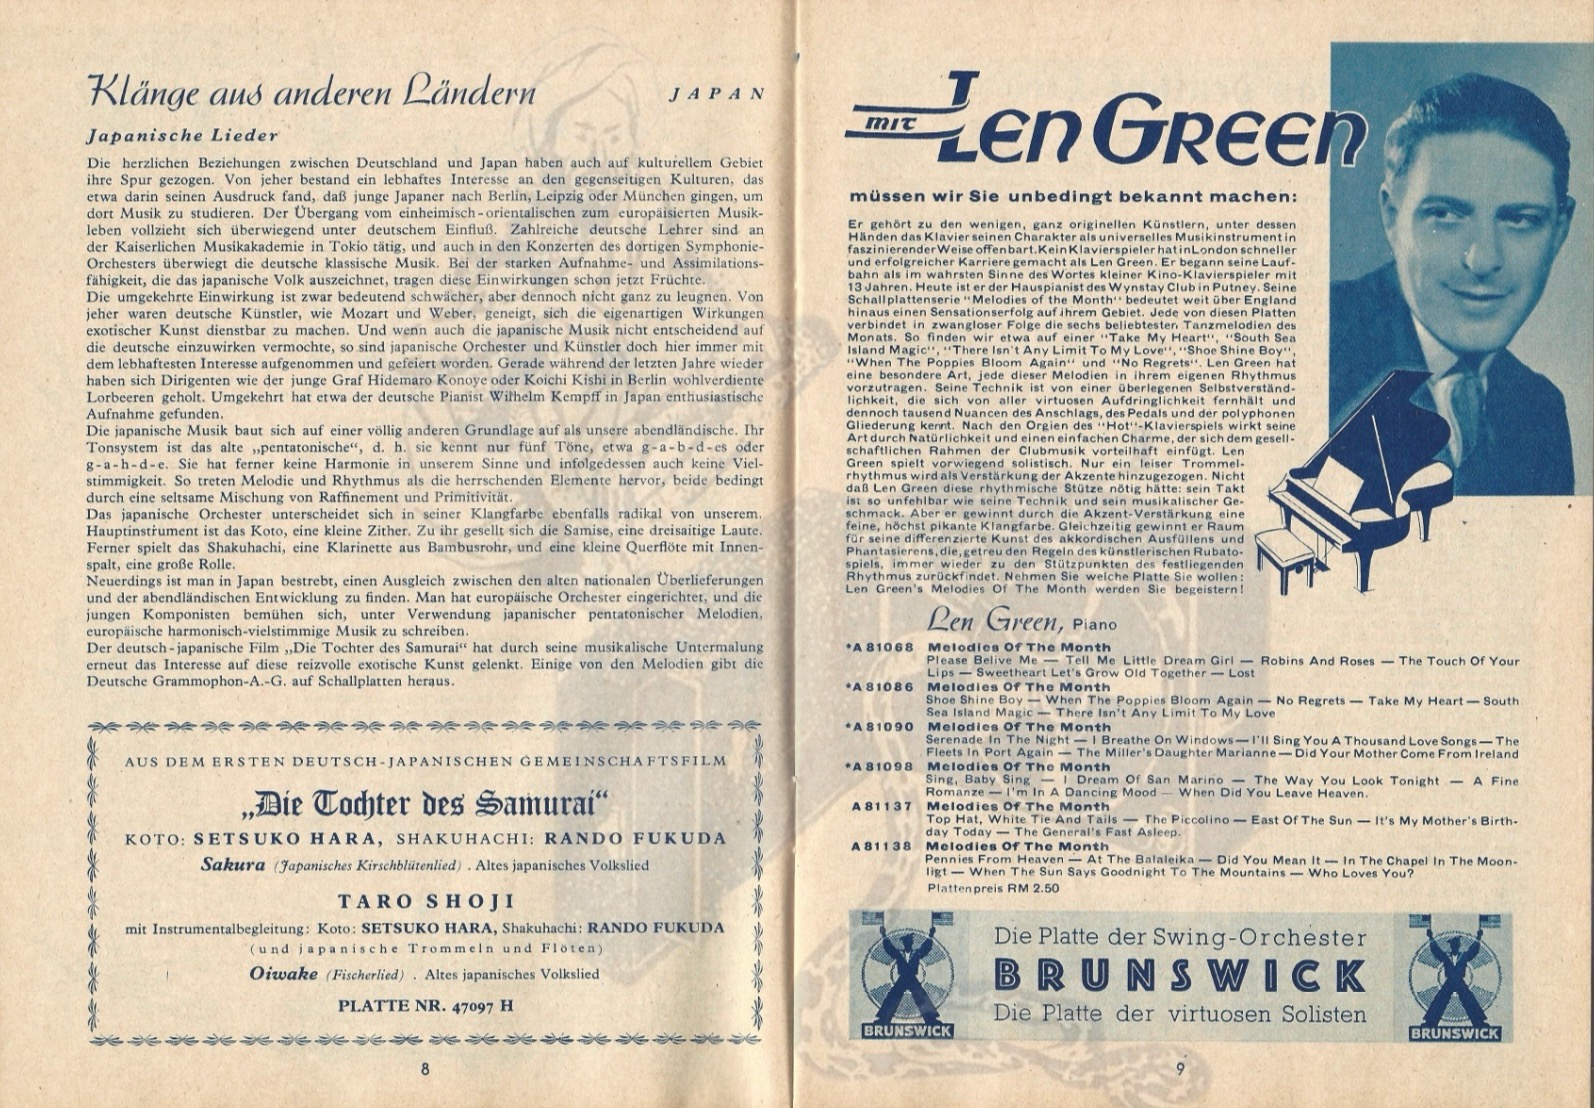 Klänge aus anderen Ländern JAPAN
Japanische Lieder
Die herzlichen Beziehungen zwischen Deutschland und Japan haben auch auf kulturellem Gebiet
ihre Spur gezogen. Von jeher bestand ein lebhaftes Interesse an den gegenseitigen Kulturen, das
etwa darin seinen Ausdruck fand, daß junge Japaner nach Berlin, Leipzig oder München gingen, um
dort Musik zu studieren. Der Übergang vom einheimisch-orientalischen zum europäisierten Musik-
leben vollzieht sich überwiegend unter deutschem Einfluß. Zahlreiche deutsche Lehrer sind an
der Kaiserlichen Musikakademie in Tokio tätig, und auch in den Konzerten des dortigen Symphonie-
Orchesters überwiegt die deutsche klassische Musik. Bei der starken Aufnahme- und Assimilations-
fähigkeit, die das japanische Volk auszeichnet, tragen diese Einwirkungen schon jetzt Früchte.
Die umgekehrte Einwirkung ist zwar bedeutend schwächer, aber dennoch nicht ganz zu leugnen. Von
jeher waren deutsche Künstler, wie Mozart und Weber, geneigt, sich die eigenartigen Wirkungen
exotischer Kunst dienstbar zu machen. Und wenn auch die japanische Musik nicht entscheidend auf
die deutsche einzuwirken vermochte, so sind japanische Orchester und Künstler doch hier immer mit
dem lebhaftesten Interesse aufgenommen und gefeiert worden. Gerade während der letzten Jahre wieder
haben sich Dirigenten wie der junge Graf Hidemaro Konoye oder Koichi Kishi in Berlin wohlverdiente
Lorbeeren geholt. Umgekehrt hat etwa der deutsche Pianist Wilhelm Kempff in Japan enthusiastische
Aufnahme gefunden.
Die japanische Musik baut sich auf einer völlig anderen Grundlage auf als unsere abendländische. Ihr
Tonsystem ist das alte „pentatonische“, d. h. sie kennt nur fünf Töne, etwa g-a-b-d-es oder
g-a-h-d-e. Sie hat ferner keine Harmonie in unserem Sinne und infolgedessen auch keine Viel-
stimmigkeit. So treten Melodie und Rhythmus als die herrschenden Elemente hervor, beide bedingt
durch eine seltsame Mischung von Raffinement und Primitivität.
Das japanische Orchester unterscheidet sich in seiner Klangfarbe ebenfalls radikal von unserem.
Hauptinstrument ist das Koto, eine kleine Zither. Zu ihr gesellt sich die Samise, eine dreisaitige Laute.
Ferner spielt das Shakuhachi, eine Klarinette aus Bambusrohr, und eine kleine Querflöte mit Innen-
spalt, eine große Rolle.
Neuerdings ist man in Japan bestrebt, einen Ausgleich zwischen den alten nationalen Überlieferungen
und der abendländischen Entwicklung zu finden. Man hat europäische Orchester eingerichtet, und die
jungen Komponisten bemühen sich, unter Verwendung japanischer pentatonischer Melodien,
europäische harmonisch-vielstimmige Musik zu schreiben.
Der deutsch-japanische Film „Die Tochter des Samurai“ hat durch seine musikalische Untermalung
erneut das Interesse auf diese reizvolle exotische Kunst gelenkt. Einige von den Melodien gibt die
Deutsche Grammophon-A.-G. auf Schallplatten heraus.
AUS DEM ERSTEN DEUTSCH-JAPANISCHEN GEMEINSCHAFTSFILM
„Die Tochter des Samurai“
KOTO: SETSUKO HARA, SHAKUHACHI: RANDO FUKUDA
Sakura (Japanisches Kirschblütenlied) . Altes japanisches Volkslied
TARO SHOJI
mit Instrumentalbegleitung: Koto: SETSUKO HARA, Shakuhachi: RANDO FUKUDA
(und japanische Trommeln und Flöten)
Oiwake (Fischerlied) . Altes japanisches Volkslied
PLATTE NR. 47097 H
8
mit Len Green
müssen wir Sie unbedingt bekannt machen:
Er gehört zu den wenigen, ganz originellen Künstlern, unter dessen
Händen das Klavier seinen Charakter als universelles Musikinstrument in
faszinierender Weise offenbart. Kein Klavierspieler hat in London schneller
und erfolgreicher Karriere gemacht als Len Green. Er begann seine Lauf-
bahn als im wahrsten Sinne des Wortes kleiner Kino-Klavierspieler mit
13 Jahren. Heute ist er der Hauspianist des Wynstay Club in Putney. Seine
Schallplattenserie "Melodies of the Month" bedeutet weit über England
hinaus einen Sensationserfolg auf ihrem Gebiet. Jede von diesen Platten
verbindet in zwangloser Folge die sechs beliebtesten Tanzmelodien des
Monats. So finden wir etwa auf einer "Take My Heart", "South Sea
Island Magic", "There Isn't Any Limit To My Love", "Shoe Shine Boy",
"When The Poppies Bloom Again" und "No Regrets". Len Green hat
eine besondere Art, jede dieser Melodien in ihrem eigenen Rhythmus
vorzutragen. Seine Technik ist von einer überlegenen Selbstverständ-
lichkeit, die sich von aller virtuosen Aufdringlichkeit fernhält und
dennoch tausend Nuancen des Anschlags, des Pedals und der polyphonen
Gliederung kennt. Nach den Orgien des "Hot"-Klavierspiels wirkt seine
Art durch Natürlichkeit und einen einfachen Charme, der sich dem gesell-
schaftlichen Rahmen der Clubmusik vorteilhaft einfügt. Len
Green spielt vorwiegend solistisch. Nur ein leiser Trommel-
rhythmus wird als Verstärkung der Akzente hinzugezogen. Nicht
daß Len Green diese rhythmische Stütze nötig hätte: sein Takt
ist so unfehlbar wie seine Technik und sein musikalischer Ge-
schmack. Aber er gewinnt durch die Akzent-Verstärkung eine
feine, höchst pikante Klangfarbe. Gleichzeitig gewinnt er Raum
für seine differenzierte Kunst des akkordischen Ausfüllens und
Phantasierens, die, getreu den Regeln des künstlerischen Rubato-
spiels, immer wieder zu den Stützpunkten des festliegenden
Rhythmus zurückfindet. Nehmen Sie welche Platte Sie wollen:
Len Green's Melodies Of The Month werden Sie begeistern!
Len Green, Piano
*A 81068 Melodies Of The Month
Please Belive Me — Tell Me Little Dream Girl — Robins And Roses — The Touch Of Your
Lips — Sweetheart Let's Grow Old Together — Lost
*A 81086 Melodies Of The Month
Shoe Shine Boy — When The Poppies Bloom Again — No Regrets — Take My Heart — South
Sea Island Magic — There Isn't Any Limit To My Love
*A 81090 Melodies Of The Month
Serenade In The Night — I Breathe On Windows — I'll Sing You A Thousand Love Songs — The
Fleets In Port Again — The Miller's Daughter Marianne — Did Your Mother Come From Ireland
*A 81098 Melodies Of The Month
Sing, Baby Sing — I Dream Of San Marino — The Way You Look Tonight — A Fine
Romanze — I'm In A Dancing Mood — When Did You Leave Heaven.
A 81137 Melodies Of The Month
Top Hat, White Tie And Tails — The Piccolino — East Of The Sun — It's My Mother's Birth-
day Today — The General's Fast Asleep.
A 81138 Melodies Of The Month
Pennies From Heaven — At The Balaleika — Did You Mean It — In The Chapel In The Moon-
ligt — When The Sun Says Goodnight To The Mountains — Who Loves You?
Plattenpreis RM 2.50
Die Platte der Swing-Orchester
BRUNSWICK
Die Platte der virtuosen Solisten
BRUNSWICK
BRUNSWICK
9